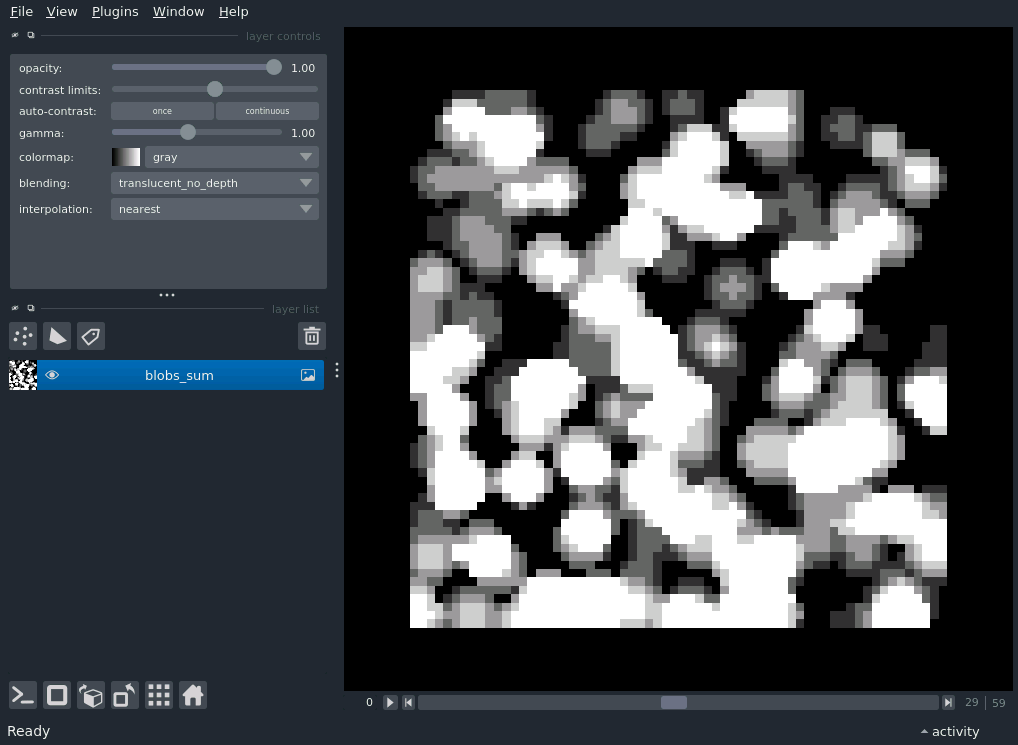 File View Plugins Window Help
layer controls
opacity: 1.00
contrast limits:
auto-contrast: once continuous
gamma: 1.00
colormap: gray
blending: translucent_no_depth
interpolation: nearest
layer list
blobs_sum
0 29 59
Ready activity